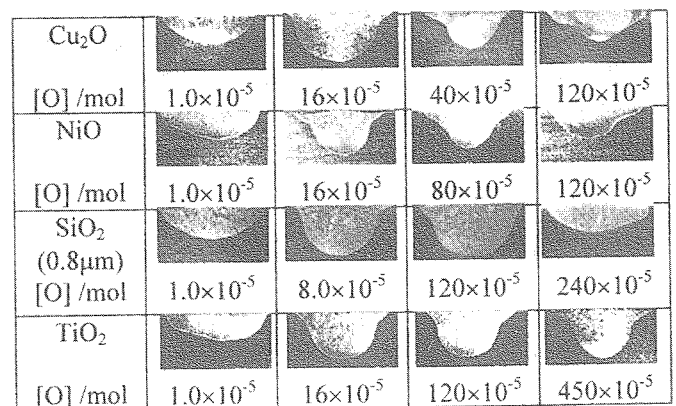 Cu₂O
[O] /mol 1.0×10⁻⁵ 16×10⁻⁵ 40×10⁻⁵ 120×10⁻⁵
NiO
[O] /mol 1.0×10⁻⁵ 16×10⁻⁵ 80×10⁻⁵ 120×10⁻⁵
SiO₂
(0.8μm)
[O] /mol 1.0×10⁻⁵ 8.0×10⁻⁵ 120×10⁻⁵ 240×10⁻⁵
TiO₂
[O] /mol 1.0×10⁻⁵ 16×10⁻⁵ 120×10⁻⁵ 450×10⁻⁵